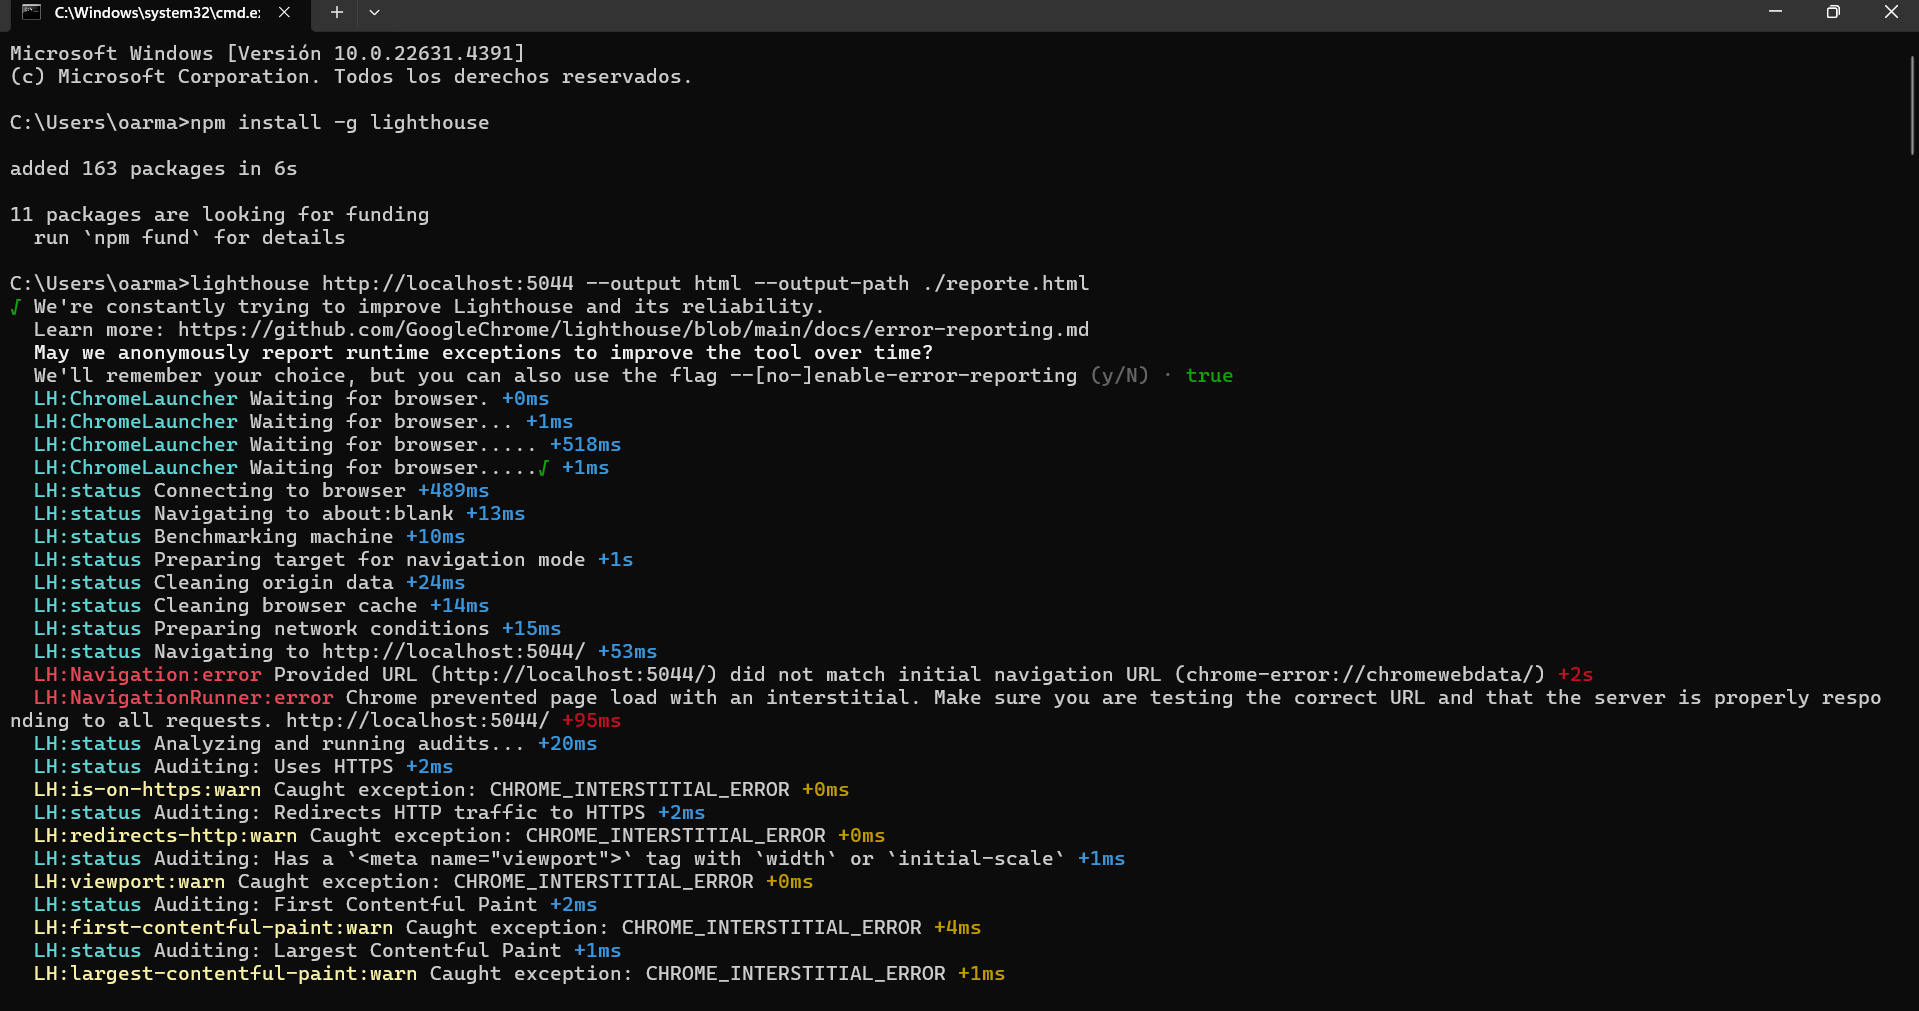 C:\Windows\system32\cmd.e:
Microsoft Windows [Versión 10.0.22631.4391]
(c) Microsoft Corporation. Todos los derechos reservados.
C:\Users\oarma>npm install -g lighthouse
added 163 packages in 6s
11 packages are looking for funding
run `npm fund` for details
C:\Users\oarma>lighthouse http://localhost:5044 --output html --output-path ./reporte.html
√ We're constantly trying to improve Lighthouse and its reliability.
Learn more: https://github.com/GoogleChrome/lighthouse/blob/main/docs/error-reporting.md
May we anonymously report runtime exceptions to improve the tool over time?
We'll remember your choice, but you can also use the flag --[no-]enable-error-reporting (y/N) · true
LH:ChromeLauncher Waiting for browser. +0ms
LH:ChromeLauncher Waiting for browser... +1ms
LH:ChromeLauncher Waiting for browser..... +518ms
LH:ChromeLauncher Waiting for browser.....√ +1ms
LH:status Connecting to browser +489ms
LH:status Navigating to about:blank +13ms
LH:status Benchmarking machine +10ms
LH:status Preparing target for navigation mode +1s
LH:status Cleaning origin data +24ms
LH:status Cleaning browser cache +14ms
LH:status Preparing network conditions +15ms
LH:status Navigating to http://localhost:5044/ +53ms
LH:Navigation:error Provided URL (http://localhost:5044/) did not match initial navigation URL (chrome-error://chromewebdata/) +2s
LH:NavigationRunner:error Chrome prevented page load with an interstitial. Make sure you are testing the correct URL and that the server is properly respo
nding to all requests. http://localhost:5044/ +95ms
LH:status Analyzing and running audits... +20ms
LH:status Auditing: Uses HTTPS +2ms
LH:is-on-https:warn Caught exception: CHROME_INTERSTITIAL_ERROR +0ms
LH:status Auditing: Redirects HTTP traffic to HTTPS +2ms
LH:redirects-http:warn Caught exception: CHROME_INTERSTITIAL_ERROR +0ms
LH:status Auditing: Has a `<meta name="viewport">` tag with `width` or `initial-scale` +1ms
LH:viewport:warn Caught exception: CHROME_INTERSTITIAL_ERROR +0ms
LH:status Auditing: First Contentful Paint +2ms
LH:first-contentful-paint:warn Caught exception: CHROME_INTERSTITIAL_ERROR +4ms
LH:status Auditing: Largest Contentful Paint +1ms
LH:largest-contentful-paint:warn Caught exception: CHROME_INTERSTITIAL_ERROR +1ms